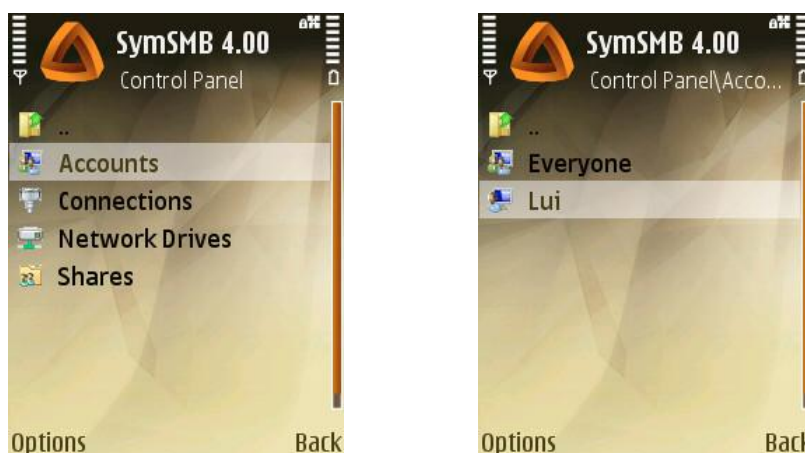 SymSMB 4.00
Control Panel
..
Accounts
Connections
Network Drives
Shares
Options Back
SymSMB 4.00
Control Panel\Acco...
..
Everyone
Lui
Options Back